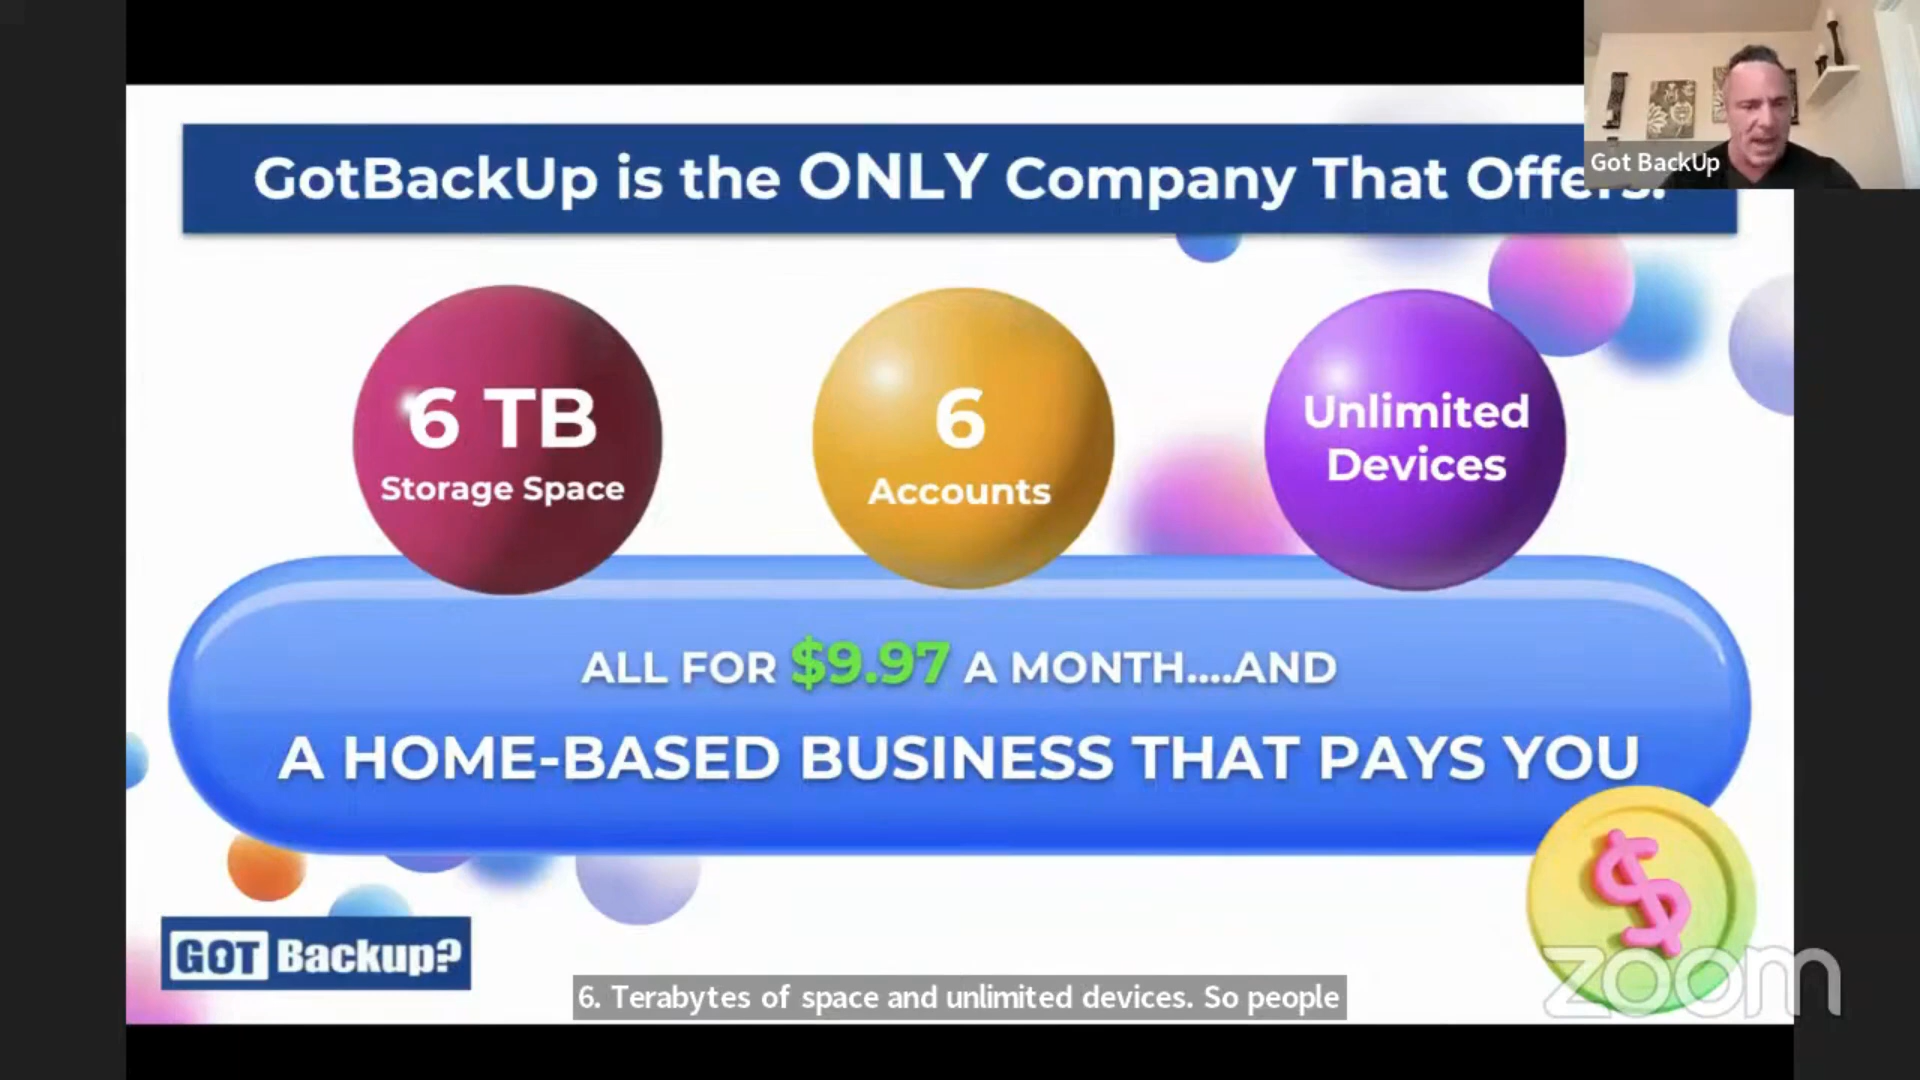 GotBackUp is the ONLY Company That Offers:
Got BackUp
6 TB
Storage Space
6
Accounts
Unlimited
Devices
ALL FOR $9.97 A MONTH....AND
A HOME-BASED BUSINESS THAT PAYS YOU
$
GOT Backup?
6. Terabytes of space and unlimited devices. So people
zoom